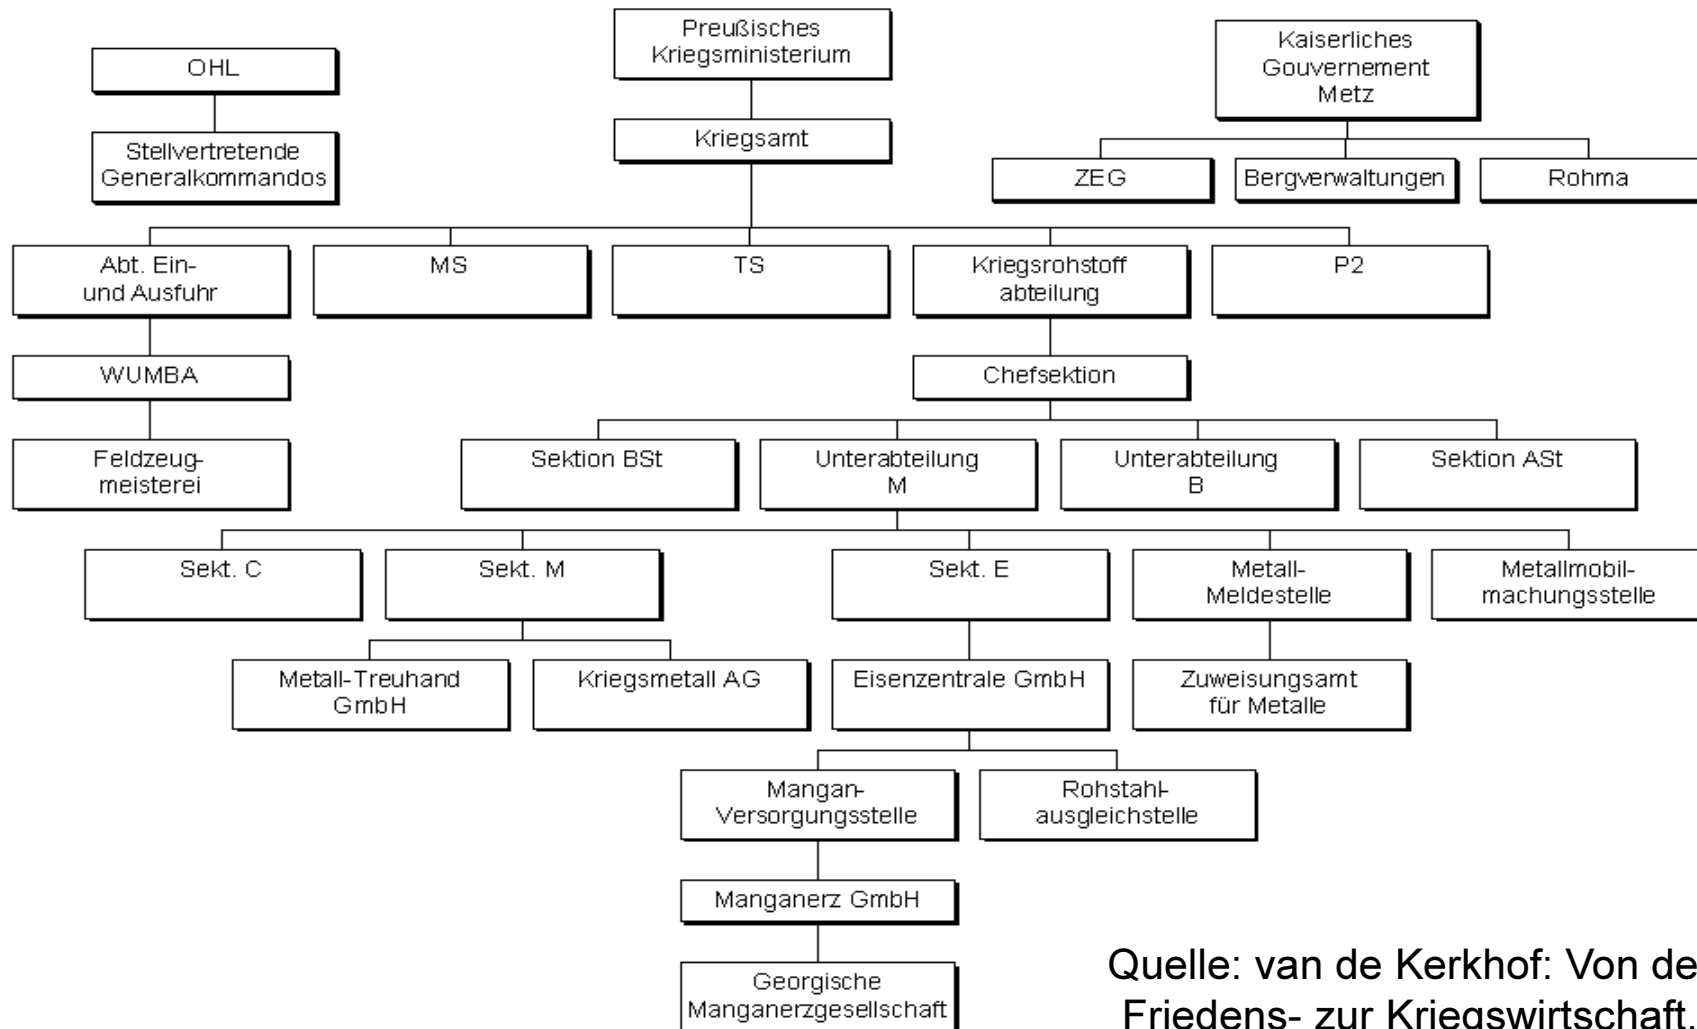 Preußisches
Kriegsministerium
OHL
Kaiserliches
Gouvernement
Metz
Kriegsamt
Stellvertretende
Generalkommandos
ZEG
Bergverwaltungen
Rohma
Abt. Ein-
und Ausfuhr
MS
TS
Kriegsrohstoff
abteilung
P2
WUMBA
Chefsektion
Feldzeug-
meisterei
Sektion BSt
Unterabteilung
M
Unterabteilung
B
Sektion ASt
Sekt. C
Sekt. M
Sekt. E
Metall-
Meldestelle
Metallmobil-
machungsstelle
Metall-Treuhand
GmbH
Kriegsmetall AG
Eisenzentrale GmbH
Zuweisungsamt
für Metalle
Mangan-
Versorgungsstelle
Rohstahl-
ausgleichstelle
Manganerz GmbH
Georgische
Manganerzgesellschaft
Quelle: van de Kerkhof: Von de
Friedens- zur Kriegswirtschaft.